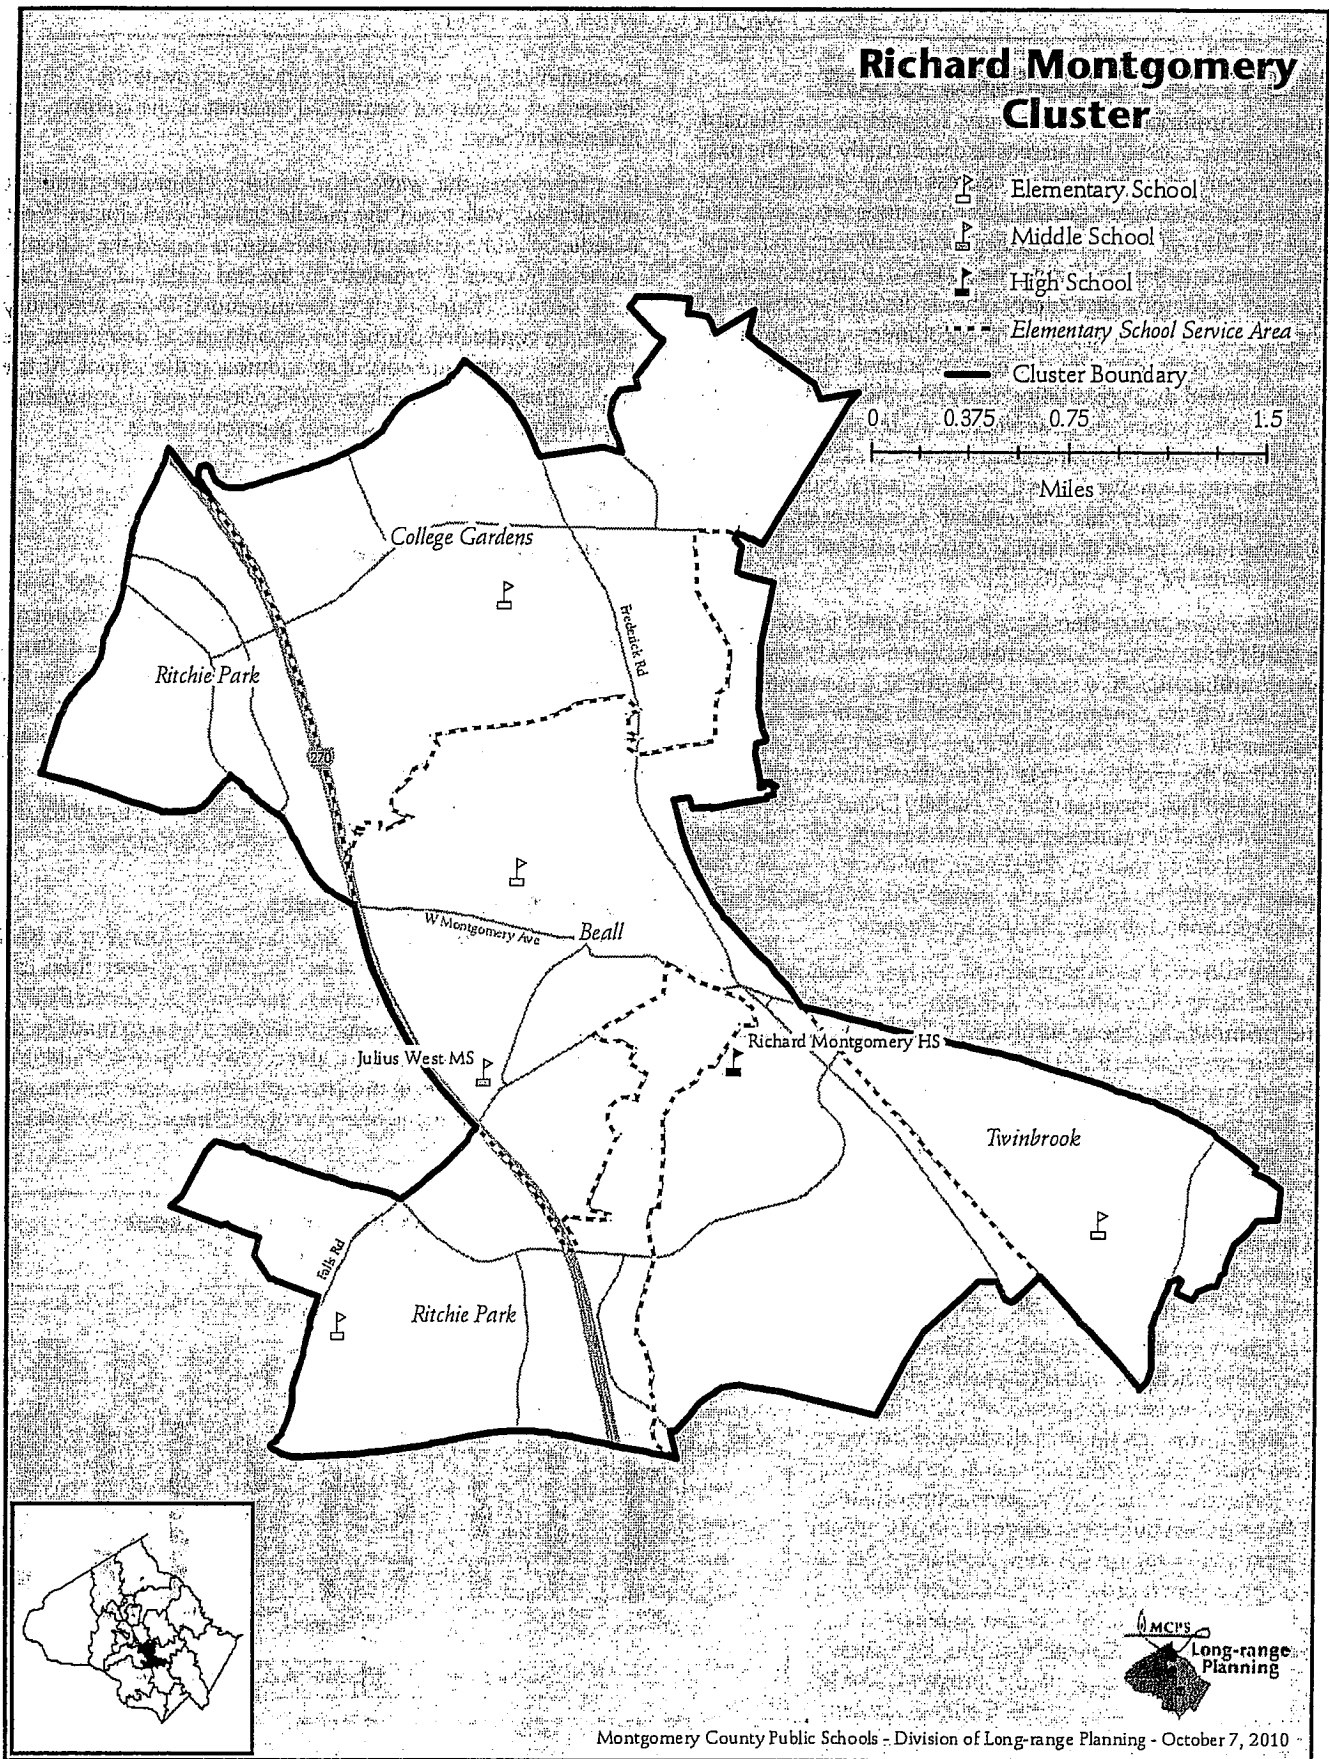 Richard Montgomery
Cluster
Elementary School
Middle School
High School
Elementary School Service Area
Cluster Boundary
0 0.375 0.75 1.5
Miles
College Gardens
Frederick Rd
Ritchie Park
270
W Montgomery Ave
Beall
Richard Montgomery HS
Julius West MS
Twinbrook
Falls Rd
Ritchie Park
MCPS
Long-range
Planning
Montgomery County Public Schools - Division of Long-range Planning - October 7, 2010